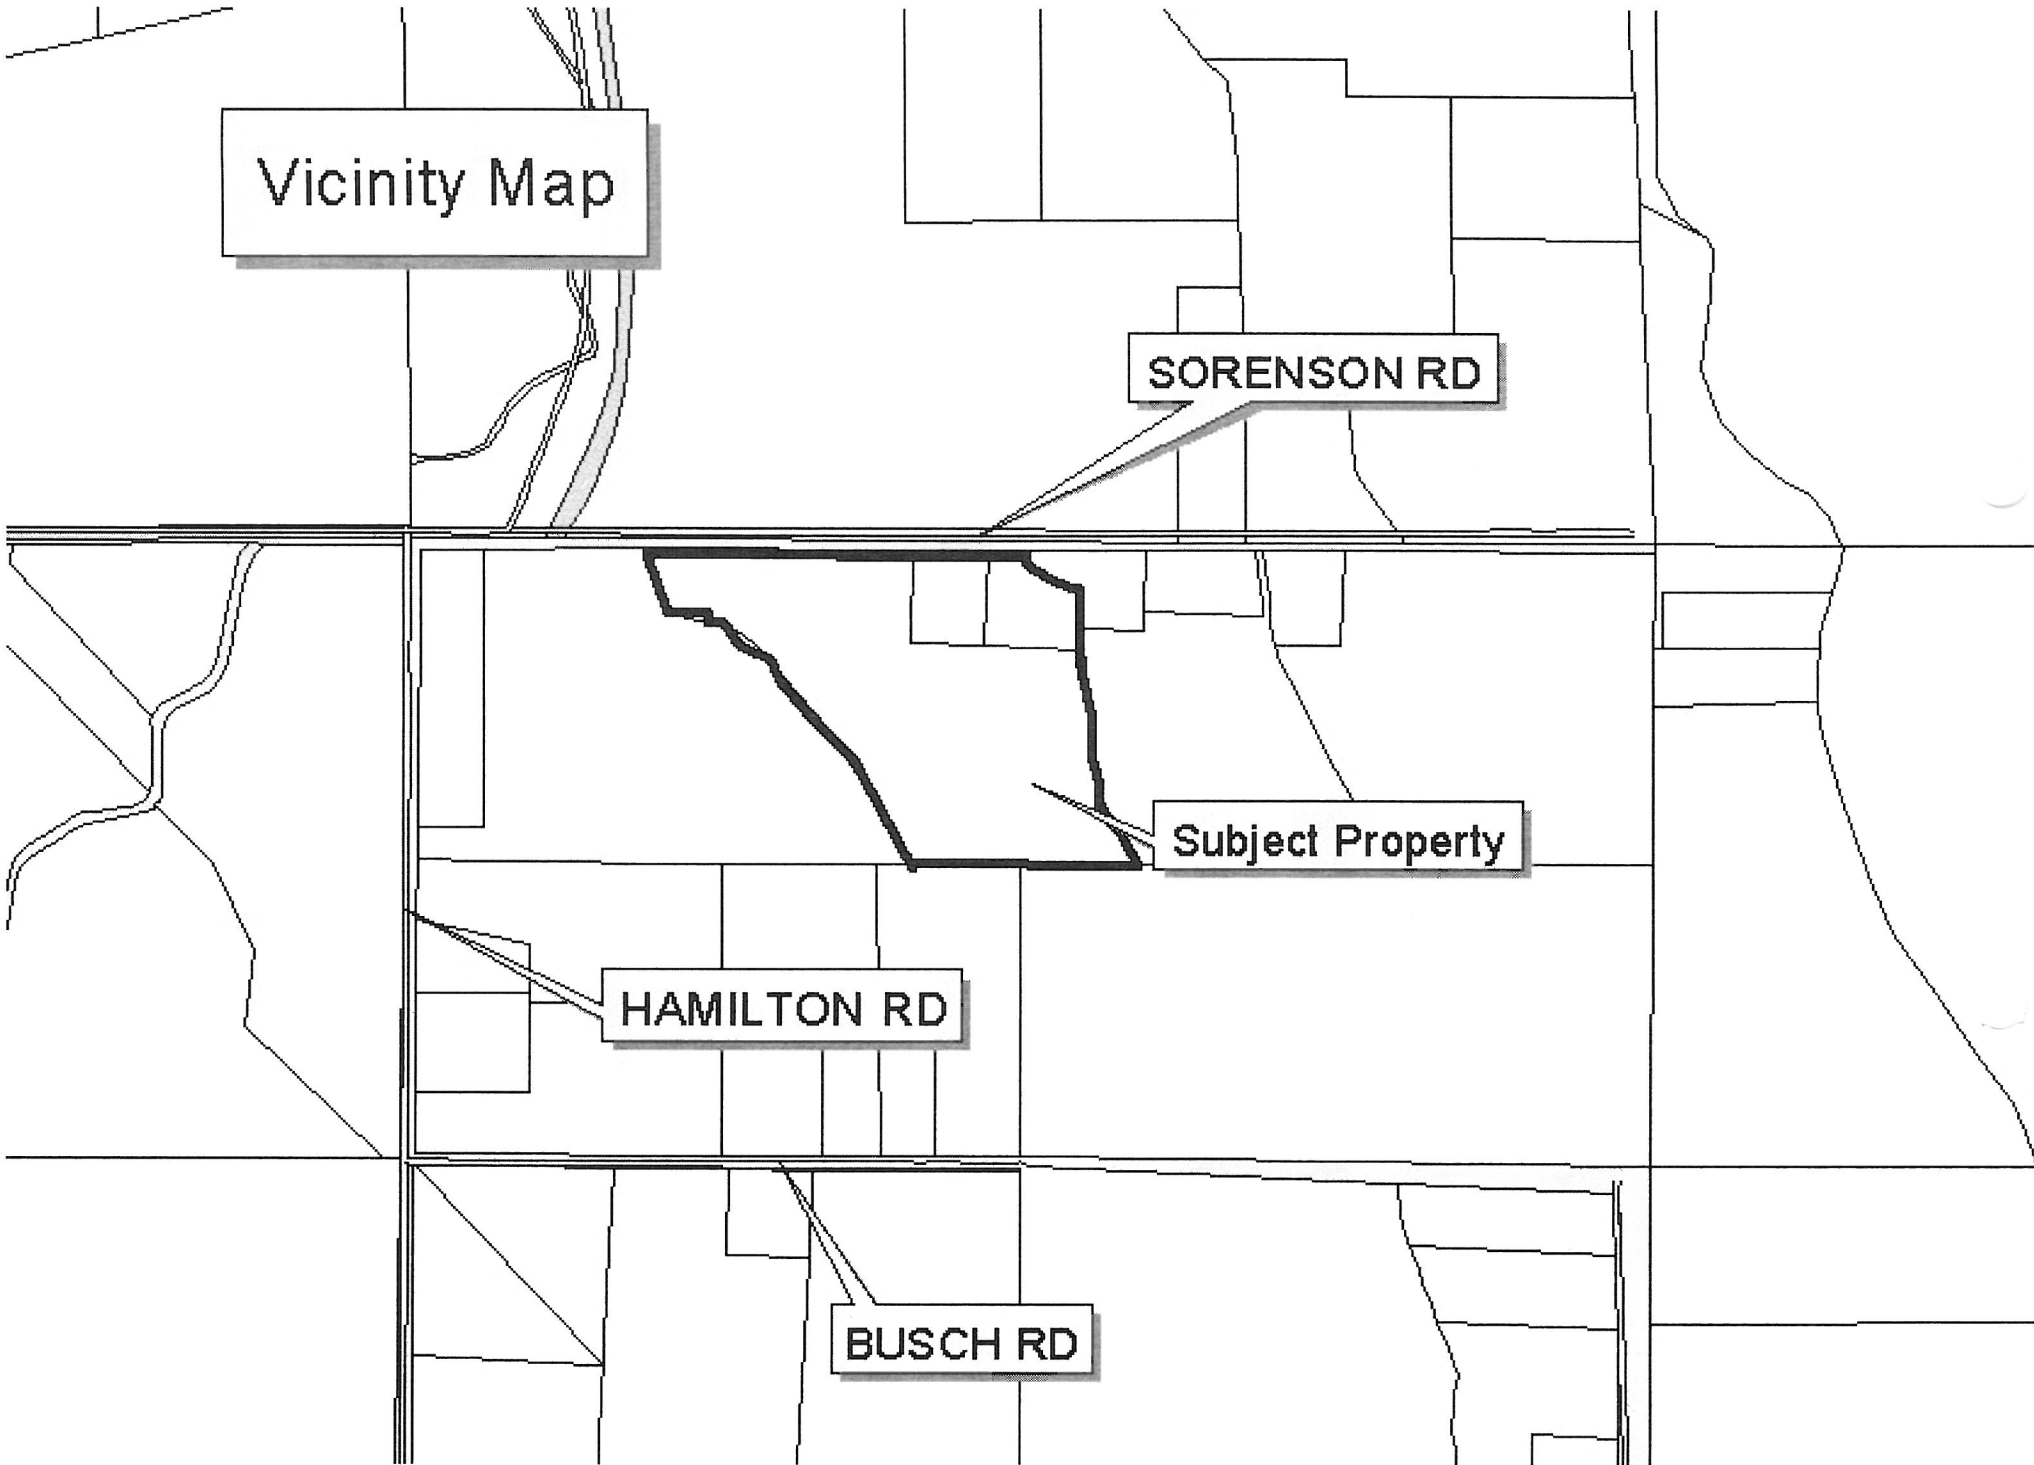 Vicinity Map
SORENSON RD
Subject Property
HAMILTON RD
BUSCH RD